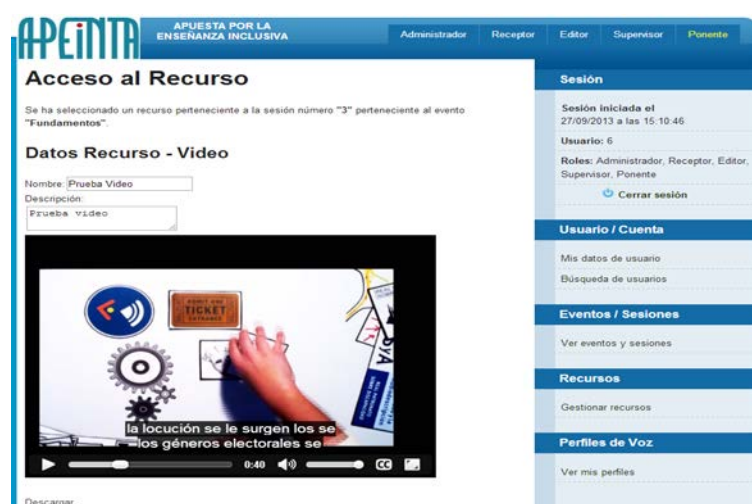 APEINTA
APUESTA POR LA
ENSEÑANZA INCLUSIVA
Administrador Receptor Editor Supervisor Ponente
Acceso al Recurso
Se ha seleccionado un recurso perteneciente a la sesión número "3" perteneciente al evento
"Fundamentos".
Datos Recurso - Video
Nombre: Prueba Video
Descripción:
Prueba video
ADMIT ONE
TICKET
ENTRANCE
la locución se le surgen los se
los géneros electorales se
0:40
CC
Descargar
Sesión
Sesión iniciada el
27/09/2013 a las 15:10:46
Usuario: 6
Roles: Administrador, Receptor, Editor,
Supervisor, Ponente
Cerrar sesión
Usuario / Cuenta
Mis datos de usuario
Búsqueda de usuarios
Eventos / Sesiones
Ver eventos y sesiones
Recursos
Gestionar recursos
Perfiles de Voz
Ver mis perfiles